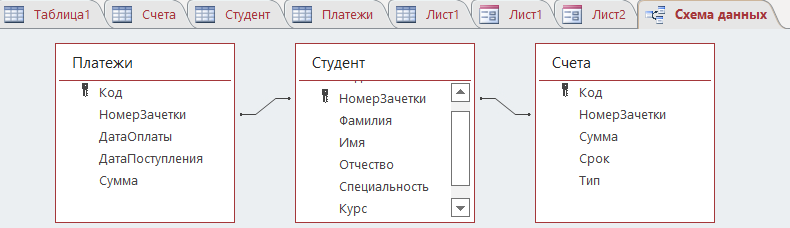 Таблица1 Счета Студент Платежи Лист1 Лист1 Лист2 Схема данных
Платежи
Код
НомерЗачетки
ДатаОплаты
ДатаПоступления
Сумма
Студент
НомерЗачетки
Фамилия
Имя
Отчество
Специальность
Курс
Счета
Код
НомерЗачетки
Сумма
Срок
Тип